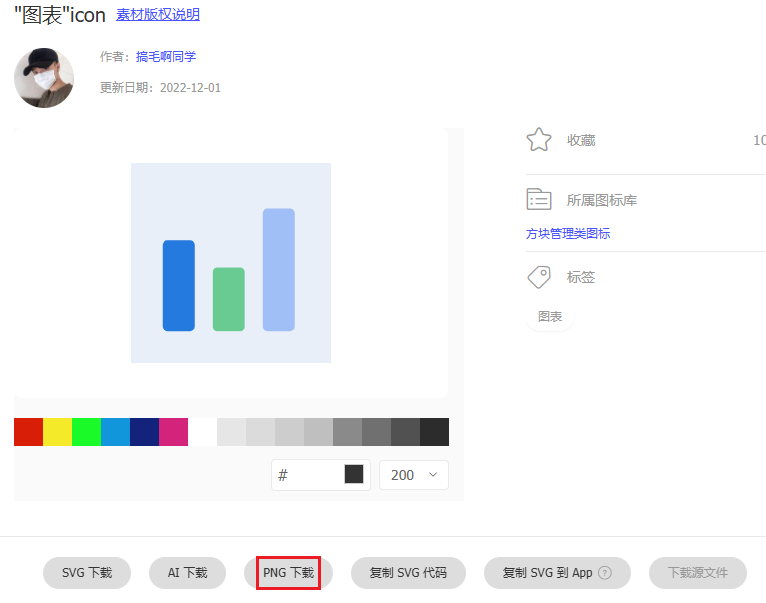 "图表"icon 素材版权说明
作者：搞毛啊同学
更新日期：2022-12-01
收藏 10
所属图标库
方块管理类图标
标签
图表
# 200
SVG 下载 AI 下载 PNG 下载 复制 SVG 代码 复制 SVG 到 App ? 下载源文件